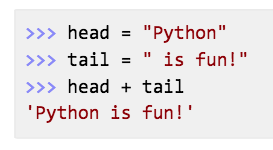 >>> head = "Python"
>>> tail = " is fun!"
>>> head + tail
'Python is fun!'